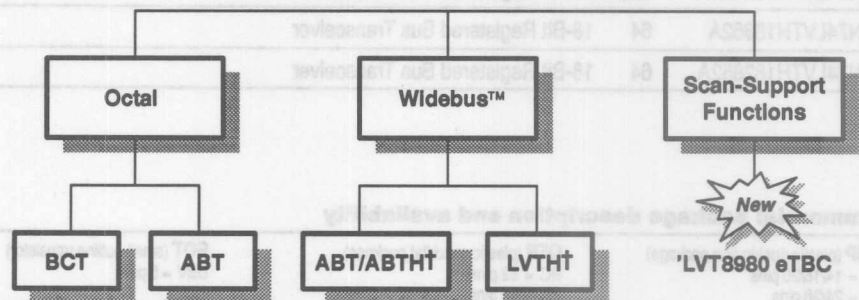 Octal
Widebus™
Scan-Support
Functions
New
BCT
ABT
ABT/ABTH†
LVTH†
'LVT8980 eTBC